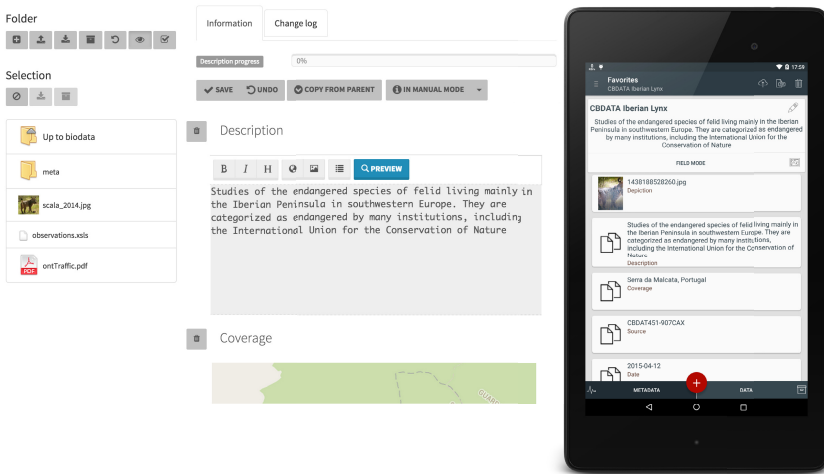 Folder
Selection
Up to biodata
meta
scala_2014.jpg
observations.xsls
PDF
ontTraffic.pdf
Information
Change log
Description progress
0%
SAVE
UNDO
COPY FROM PARENT
IN MANUAL MODE
Description
B I H
PREVIEW
Studies of the endangered species of felid living mainly in
the Iberian Peninsula in southwestern Europe. They are
categorized as endangered by many institutions, including
the International Union for the Conservation of Nature
Coverage
GUARD
17:59
Favorites
CBDATA Iberian Lynx
CBDATA Iberian Lynx
Studies of the endangered species of felid living mainly in the Iberian
Peninsula in southwestern Europe. They are categorized as endangered
by many institutions, including the International Union for the
Conservation of Nature
FIELD MODE
1438188528260.jpg
Depiction
Studies of the endangered species of felid living mainly in
the Iberian Peninsula in southwestern Europe. They are
categorized as endangered by many institutions,
including the International Union for the Conservation of
Nature
Description
Serra da Malcata, Portugal
Coverage
CBDAT451-907CAX
Source
2015-04-12
Date
METADATA
DATA